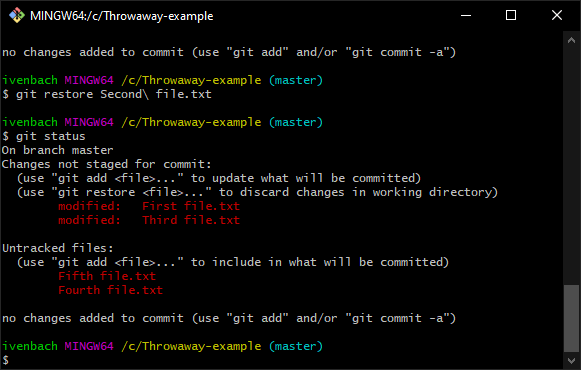 MINGW64:/c/Throwaway-example
no changes added to commit (use "git add" and/or "git commit -a")
ivenbach MINGW64 /c/Throwaway-example (master)
$ git restore Second\ file.txt
ivenbach MINGW64 /c/Throwaway-example (master)
$ git status
On branch master
Changes not staged for commit:
  (use "git add <file>..." to update what will be committed)
  (use "git restore <file>..." to discard changes in working directory)
        modified:   First file.txt
        modified:   Third file.txt
Untracked files:
  (use "git add <file>..." to include in what will be committed)
        Fifth file.txt
        Fourth file.txt
no changes added to commit (use "git add" and/or "git commit -a")
ivenbach MINGW64 /c/Throwaway-example (master)
$